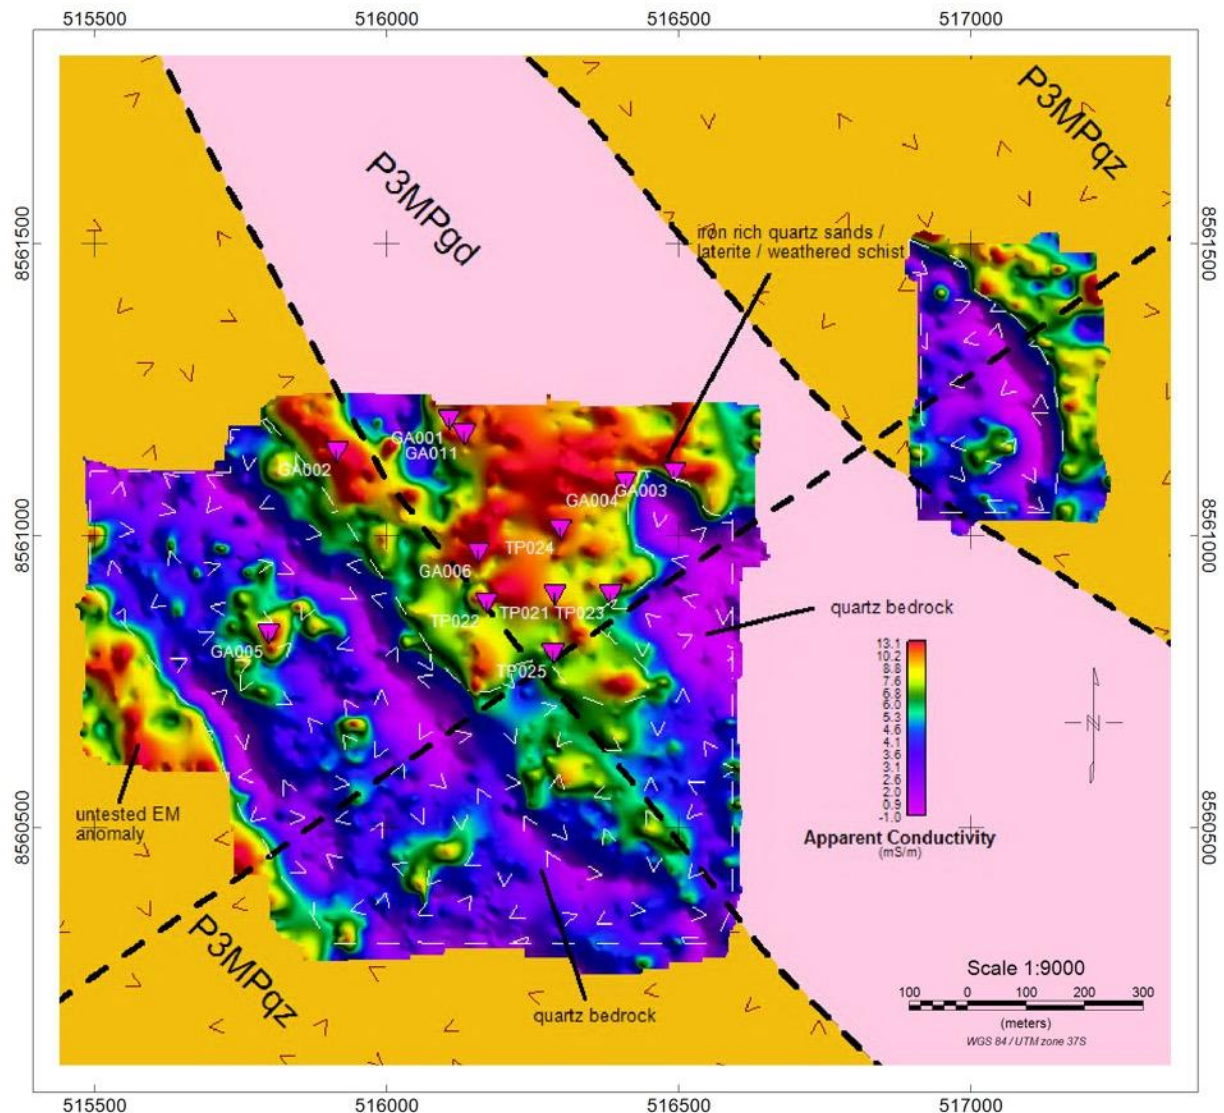 515500 516000 516500 517000
P3MPqz
P3MPgd
8561500
8561500
iron rich quartz sands /
laterite / weathered schist
GA001
GA011
GA002
GA004
GA003
8561000
8561000
TP024
GA006
TP022
TP021
TP023
GA005
TP025
quartz bedrock
13.1
10.2
8.8
7.6
6.8
6.0
5.3
4.6
4.1
3.6
3.1
2.6
2.0
0.9
-1.0
Apparent Conductivity
(mS/m)
N
untested EM
anomaly
8560500
8560500
P3MPqz
quartz bedrock
Scale 1:9000
100 0 100 200 300
(meters)
WGS 84 / UTM zone 37S
515500 516000 516500 517000